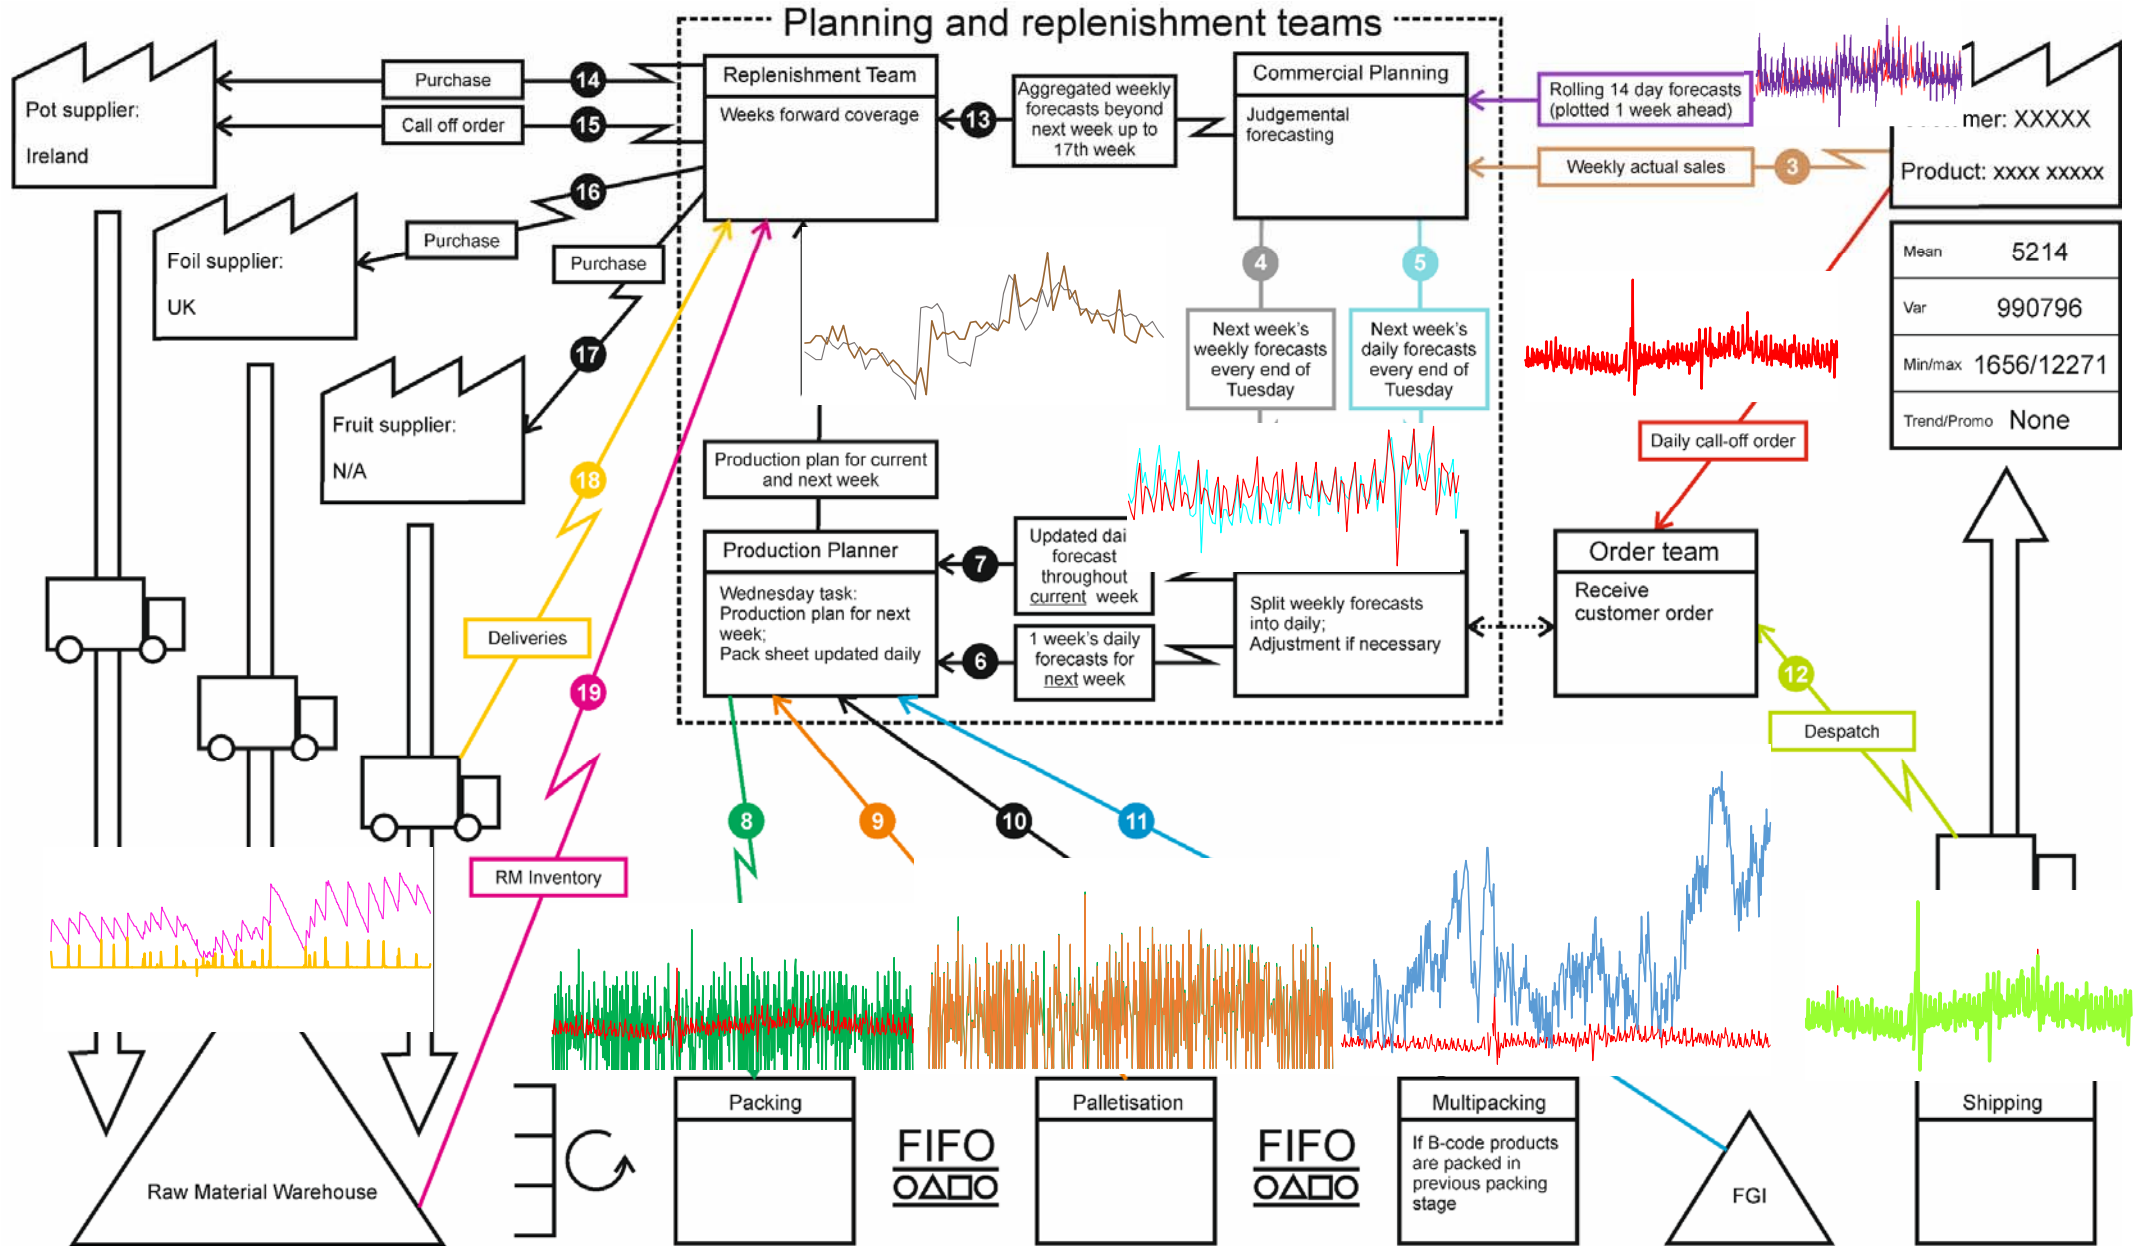 Planning and replenishment teams
Pot supplier:
Ireland
Purchase
14
Call off order
15
16
Purchase
Foil supplier:
UK
Purchase
17
Fruit supplier:
N/A
Replenishment Team
Weeks forward coverage
13
Aggregated weekly
forecasts beyond
next week up to
17th week
Commercial Planning
Judgemental
forecasting
Rolling 14 day forecasts
(plotted 1 week ahead)
Weekly actual sales
3
mer: XXXXX
Product: xxxx xxxxx
Mean
5214
Var
990796
Min/max
1656/12271
Trend/Promo
None
4
5
Next week's
weekly forecasts
every end of
Tuesday
Next week's
daily forecasts
every end of
Tuesday
Daily call-off order
18
Deliveries
19
RM Inventory
Production plan for current
and next week
Production Planner
Wednesday task:
Production plan for next
week;
Pack sheet updated daily
7
Updated dai
forecast
throughout
current week
6
1 week's daily
forecasts for
next week
Split weekly forecasts
into daily;
Adjustment if necessary
Order team
Receive
customer order
12
Despatch
8
9
10
11
Raw Material Warehouse
Packing
FIFO
Palletisation
FIFO
Multipacking
If B-code products
are packed in
previous packing
stage
FGI
Shipping